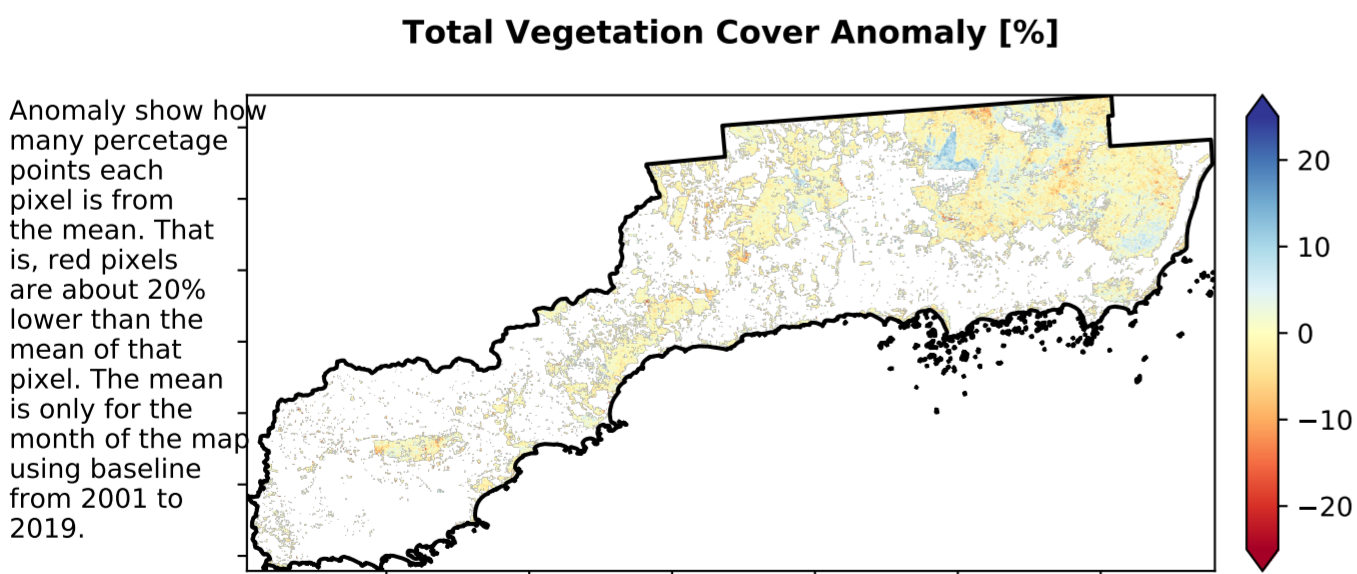 Total Vegetation Cover Anomaly [%]
Anomaly show how
many percetage
points each
pixel is from
the mean. That
is, red pixels
are about 20%
lower than the
mean of that
pixel. The mean
is only for the
month of the map
using baseline
from 2001 to
2019.
20
10
0
−10
−20